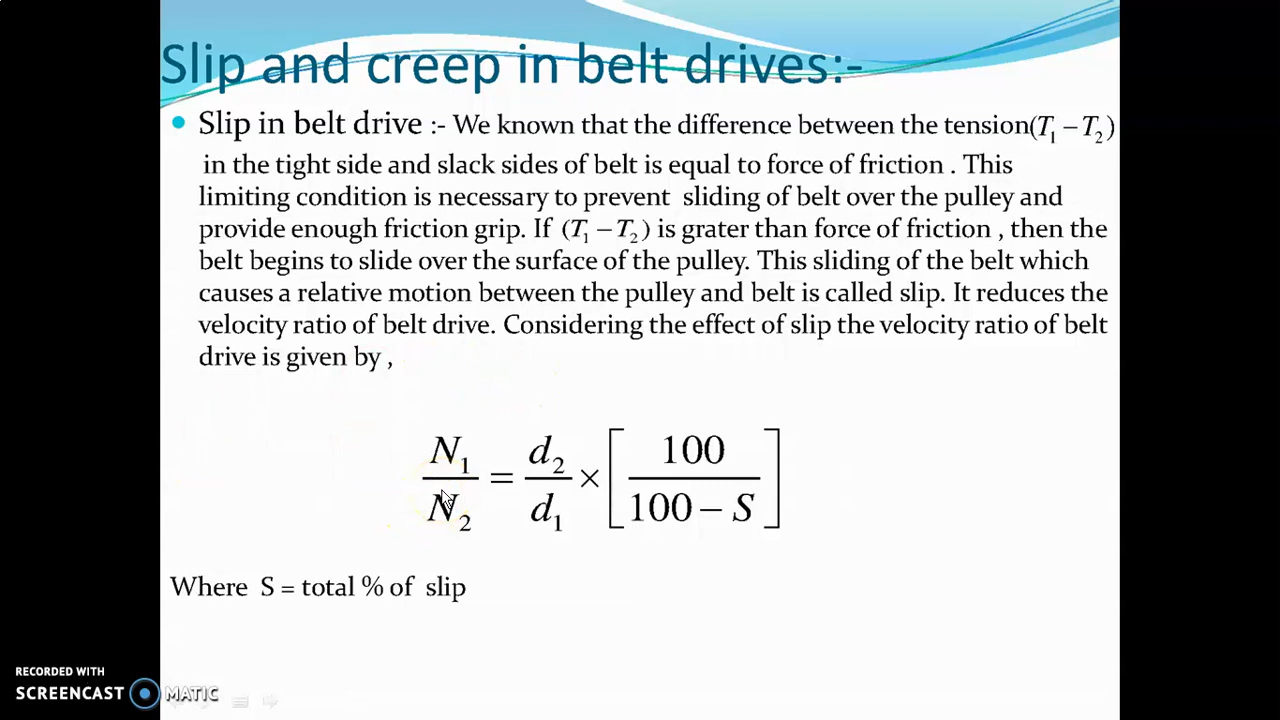 Slip and creep in belt drives:-
• Slip in belt drive :- We known that the difference between the tension(T₁ − T₂)
in the tight side and slack sides of belt is equal to force of friction . This
limiting condition is necessary to prevent sliding of belt over the pulley and
provide enough friction grip. If (T₁ − T₂) is grater than force of friction , then the
belt begins to slide over the surface of the pulley. This sliding of the belt which
causes a relative motion between the pulley and belt is called slip. It reduces the
velocity ratio of belt drive. Considering the effect of slip the velocity ratio of belt
drive is given by ,
N₁/N₂ = d₂/d₁ × [100/(100 − S)]
Where S = total % of slip
RECORDED WITH
SCREENCAST MATIC